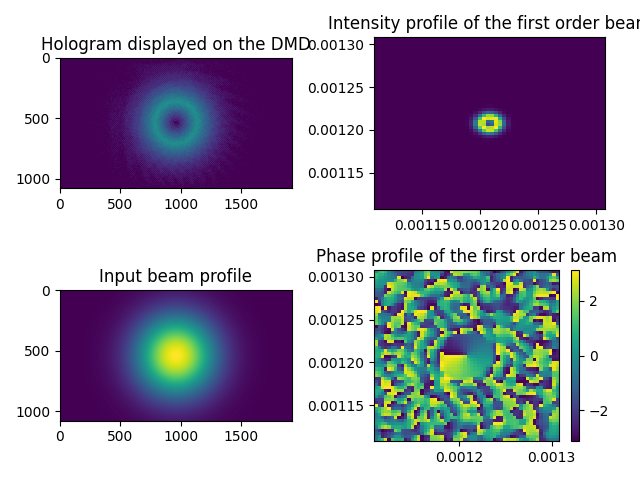 Hologram displayed on the DMD
0
500
1000
0 500 1000 1500
Intensity profile of the first order bear
0.00130
0.00125
0.00120
0.00115
0.00115 0.00120 0.00125 0.00130
Input beam profile
0
500
1000
0 500 1000 1500
Phase profile of the first order beam
0.00130
0.00125
0.00120
0.00115
0.0012 0.0013
2
0
−2